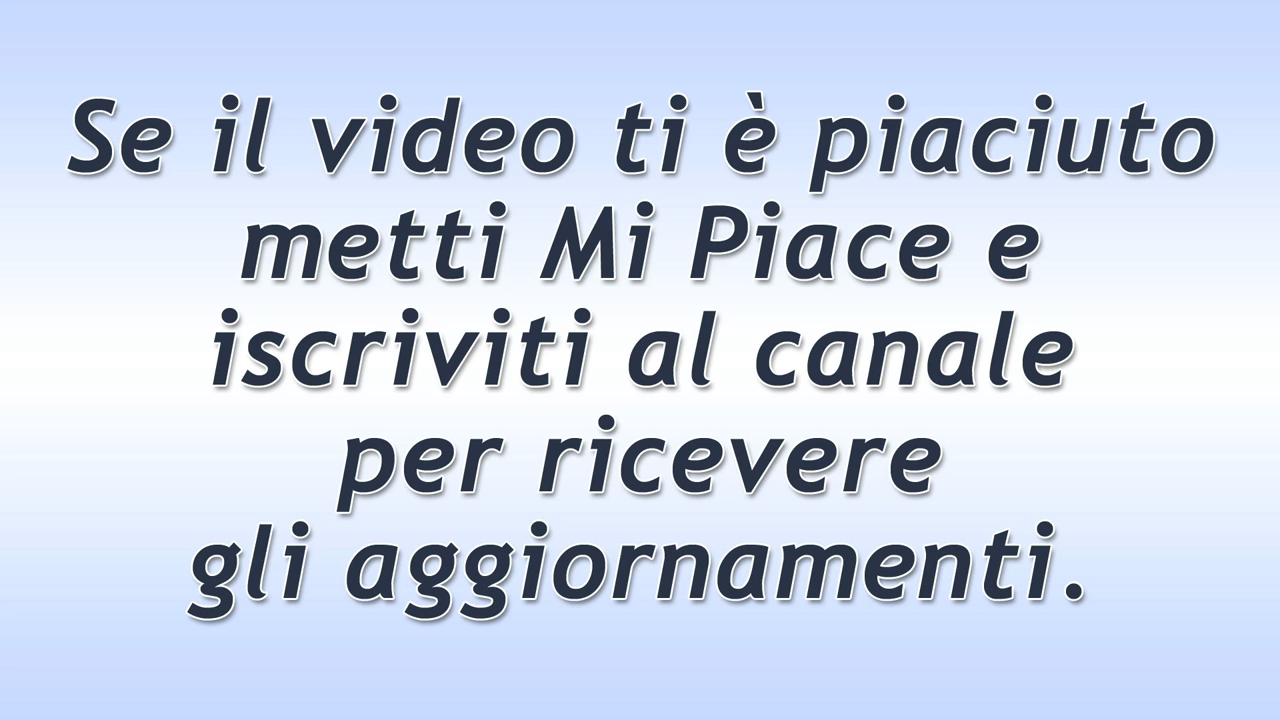 Se il video ti è piaciuto
metti Mi Piace e
iscriviti al canale
per ricevere
gli aggiornamenti.